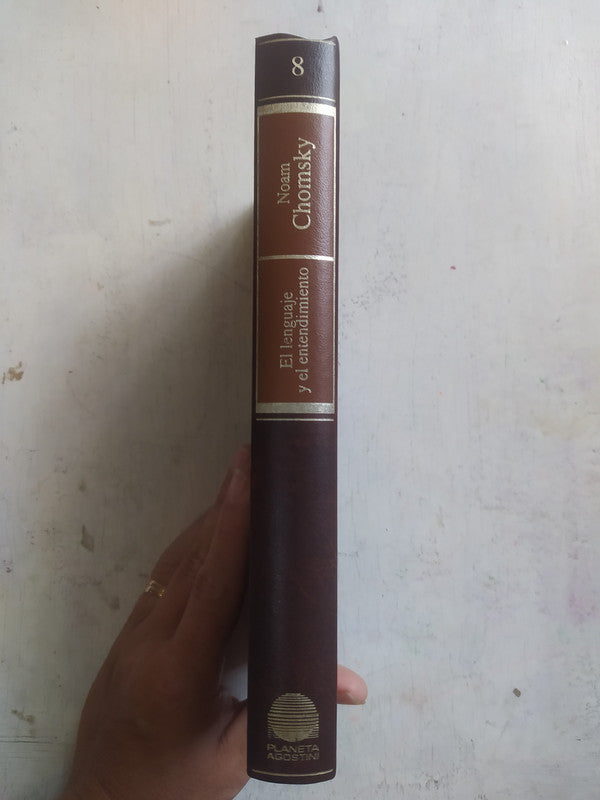 8
Noam
Chomsky
El lenguaje
y el entendimiento
PLANETA
AGOSTINI